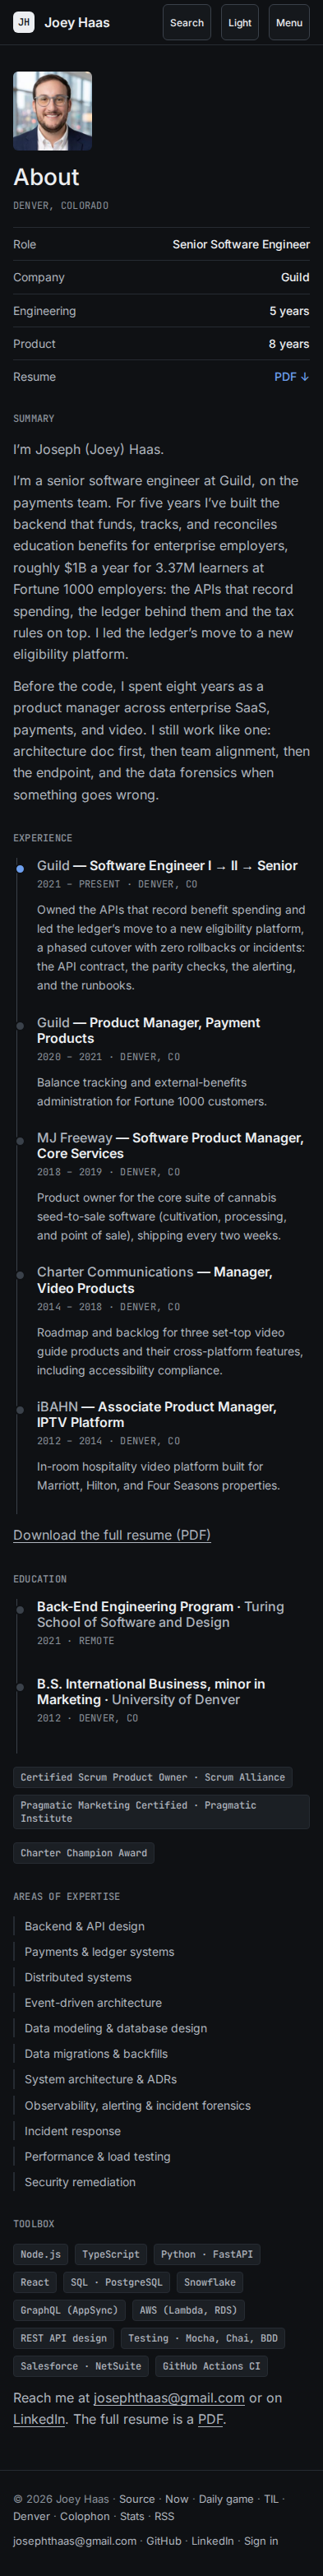 JH Joey Haas Search Light Menu
About
DENVER, COLORADO
Role Senior Software Engineer
Company Guild
Engineering 5 years
Product 8 years
Resume PDF ↓
SUMMARY
I’m Joseph (Joey) Haas.
I’m a senior software engineer at Guild, on the
payments team. For five years I’ve built the
backend that funds, tracks, and reconciles
education benefits for enterprise employers,
roughly $1B a year for 3.37M learners at
Fortune 1000 employers: the APIs that record
spending, the ledger behind them and the tax
rules on top. I led the ledger’s move to a new
eligibility platform.
Before the code, I spent eight years as a
product manager across enterprise SaaS,
payments, and video. I still work like one:
architecture doc first, then team alignment, then
the endpoint, and the data forensics when
something goes wrong.
EXPERIENCE
Guild — Software Engineer I → II → Senior
2021 – PRESENT · DENVER, CO
Owned the APIs that record benefit spending and
led the ledger’s move to a new eligibility platform,
a phased cutover with zero rollbacks or incidents:
the API contract, the parity checks, the alerting,
and the runbooks.
Guild — Product Manager, Payment
Products
2020 – 2021 · DENVER, CO
Balance tracking and external-benefits
administration for Fortune 1000 customers.
MJ Freeway — Software Product Manager,
Core Services
2018 – 2019 · DENVER, CO
Product owner for the core suite of cannabis
seed-to-sale software (cultivation, processing,
and point of sale), shipping every two weeks.
Charter Communications — Manager,
Video Products
2014 – 2018 · DENVER, CO
Roadmap and backlog for three set-top video
guide products and their cross-platform features,
including accessibility compliance.
iBAHN — Associate Product Manager,
IPTV Platform
2012 – 2014 · DENVER, CO
In-room hospitality video platform built for
Marriott, Hilton, and Four Seasons properties.
Download the full resume (PDF)
EDUCATION
Back-End Engineering Program · Turing
School of Software and Design
2021 · REMOTE
B.S. International Business, minor in
Marketing · University of Denver
2012 · DENVER, CO
Certified Scrum Product Owner · Scrum Alliance
Pragmatic Marketing Certified · Pragmatic
Institute
Charter Champion Award
AREAS OF EXPERTISE
Backend & API design
Payments & ledger systems
Distributed systems
Event-driven architecture
Data modeling & database design
Data migrations & backfills
System architecture & ADRs
Observability, alerting & incident forensics
Incident response
Performance & load testing
Security remediation
TOOLBOX
Node.js TypeScript Python · FastAPI
React SQL · PostgreSQL Snowflake
GraphQL (AppSync) AWS (Lambda, RDS)
REST API design Testing · Mocha, Chai, BDD
Salesforce · NetSuite GitHub Actions CI
Reach me at josephthaas@gmail.com or on
LinkedIn. The full resume is a PDF.
© 2026 Joey Haas · Source · Now · Daily game · TIL ·
Denver · Colophon · Stats · RSS
josephthaas@gmail.com · GitHub · LinkedIn · Sign in